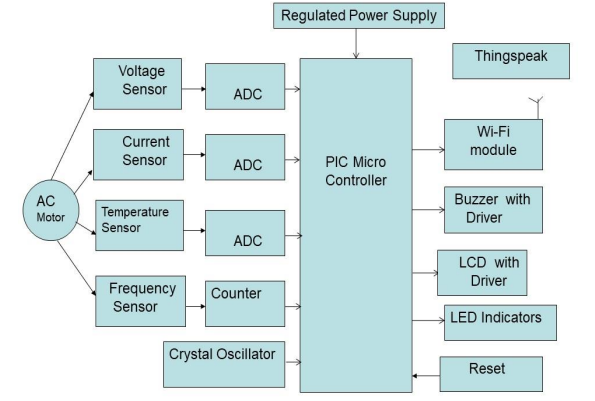 Regulated Power Supply
Thingspeak
Voltage
Sensor
ADC
Current
Sensor
ADC
PIC Micro
Controller
Wi-Fi
module
AC
Motor
Temperature
Sensor
ADC
Buzzer with
Driver
LCD with
Driver
Frequency
Sensor
Counter
LED Indicators
Crystal Oscillator
Reset